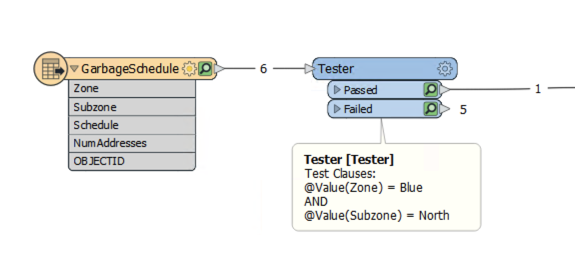 GarbageSchedule
Zone
Subzone
Schedule
NumAddresses
OBJECTID
6
Tester
Passed
1
Failed
5
Tester [Tester]
Test Clauses:
@Value(Zone) = Blue
AND
@Value(Subzone) = North